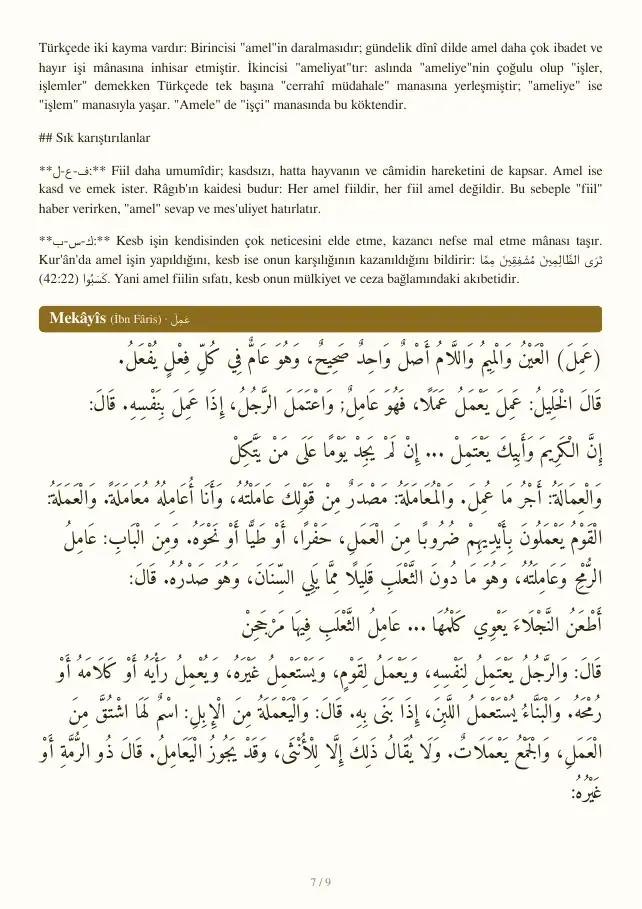 Türkçede iki kayma vardır: Birincisi "amel"in daralmasıdır; gündelik dînî dilde amel daha çok ibadet ve
hayır işi mânasına inhisar etmiştir. İkincisi "ameliyat"tır: aslında "ameliye"nin çoğulu olup "işler,
işlemler" demekken Türkçede tek başına "cerrahî müdahale" manasına yerleşmiştir; "ameliye" ise
"işlem" manasıyla yaşar. "Amele" de "işçi" manasında bu köktendir.
## Sık karıştırılanlar
**ف-ع-ل:** Fiil daha umumîdir; kasdsızı, hatta hayvanın ve câmidin hareketini de kapsar. Amel ise
kasd ve emek ister. Râgıb'ın kaidesi budur: Her amel fiildir, her fiil amel değildir. Bu sebeple "fiil"
haber verirken, "amel" sevap ve mes'uliyet hatırlatır.
**ك-س-ب:** Kesb işin kendisinden çok neticesini elde etme, kazancı nefse mal etme mânası taşır.
Kur'ân'da amel işin yapıldığını, kesb ise onun karşılığının kazanıldığını bildirir: تَرَى الظَّالِمِينَ مُشْفِقِينَ مِمَّا
كَسَبُوا (42:22). Yani amel fiilin sıfatı, kesb onun mülkiyet ve ceza bağlamındaki akıbetidir.
Mekâyîs (İbn Fâris) · عَمِلَ
(عَمِلَ) الْعَيْنُ وَالْمِيمُ وَاللَّامُ أَصْلٌ وَاحِدٌ صَحِيحٌ، وَهُوَ عَامٌّ فِي كُلِّ فِعْلٍ يُفْعَلُ.
قَالَ الْخَلِيلُ: عَمِلَ يَعْمَلُ عَمَلًا، فَهُوَ عَامِلٌ; وَاعْتَمَلَ الرَّجُلُ، إِذَا عَمِلَ بِنَفْسِهِ. قَالَ:
إِنَّ الْكَرِيمَ وَأَبِيكَ يَعْتَمِلْ ... إِنْ لَمْ يَجِدْ يَوْمًا عَلَى مَنْ يَتَّكِلْ
وَالْعِمَالَةُ: أَجْرُ مَا عُمِلَ. وَالْمُعَامَلَةُ: مَصْدَرٌ مِنْ قَوْلِكَ عَامَلْتُهُ، وَأَنَا أُعَامِلُهُ مُعَامَلَةً. وَالْعَمَلَةُ:
الْقَوْمُ يَعْمَلُونَ بِأَيْدِيهِمْ ضُرُوبًا مِنَ الْعَمَلِ، حَفْرًا، أَوْ طَيًّا أَوْ نَحْوَهُ. وَمِنَ الْبَابِ: عَامِلُ
الرُّمْحِ وَعَامِلَتُهُ، وَهُوَ مَا دُونَ الثَّعْلَبِ قَلِيلًا مِمَّا يَلِي السِّنَانَ، وَهُوَ صَدْرُهُ. قَالَ:
أَطْعَنُ النَّجْلَاءَ يَعْوِي كَلْمُهَا ... عَامِلُ الثَّعْلَبِ فِيهَا مَرْجَحِنْ
قَالَ: وَالرَّجُلُ يَعْتَمِلُ لِنَفْسِهِ، وَيَعْمَلُ لِقَوْمٍ، وَيَسْتَعْمِلُ غَيْرَهُ، وَيُعْمِلُ رَأْيَهُ أَوْ كَلَامَهُ أَوْ
رُمْحَهُ. وَالْبَنَّاءُ يُسْتَعْمَلُ اللَّبِنَ، إِذَا بَنَى بِهِ. قَالَ: وَالْيَعْمَلَةُ مِنَ الْإِبِلِ: اسْمٌ لَهَا اشْتُقَّ مِنَ
الْعَمَلِ، وَالْجَمْعُ يَعْمَلَاتٌ. وَلَا يُقَالُ ذَلِكَ إِلَّا لِلْأُنْثَى، وَقَدْ يَجُوزُ الْيَعَامِلُ. قَالَ ذُو الرُّمَّةِ أَوْ
غَيْرُهُ:
7 / 9